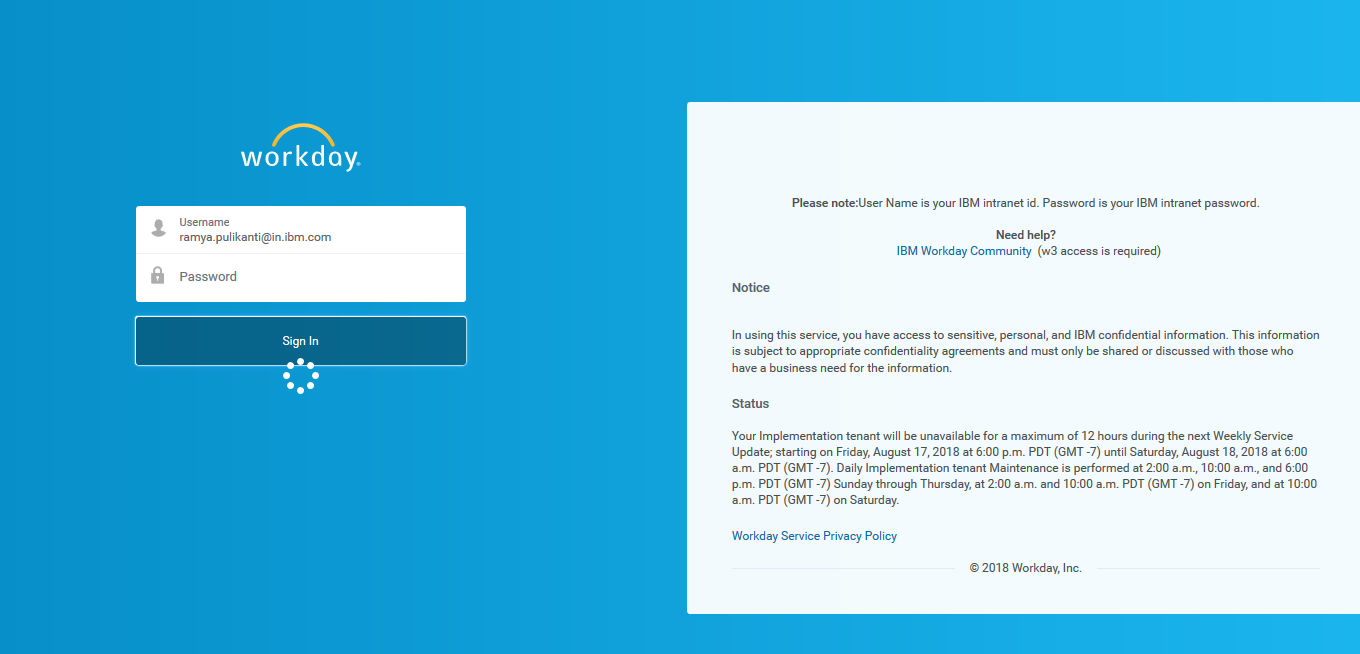 workday.
Username
ramya.pulikanti@in.ibm.com
Password
Sign In
Please note:User Name is your IBM intranet id. Password is your IBM intranet password.
Need help?
IBM Workday Community (w3 access is required)
Notice
In using this service, you have access to sensitive, personal, and IBM confidential information. This information
is subject to appropriate confidentiality agreements and must only be shared or discussed with those who
have a business need for the information.
Status
Your Implementation tenant will be unavailable for a maximum of 12 hours during the next Weekly Service
Update; starting on Friday, August 17, 2018 at 6:00 p.m. PDT (GMT -7) until Saturday, August 18, 2018 at 6:00
a.m. PDT (GMT -7). Daily Implementation tenant Maintenance is performed at 2:00 a.m., 10:00 a.m., and 6:00
p.m. PDT (GMT -7) Sunday through Thursday, at 2:00 a.m. and 10:00 a.m. PDT (GMT -7) on Friday, and at 10:00
a.m. PDT (GMT -7) on Saturday.
Workday Service Privacy Policy
© 2018 Workday, Inc.